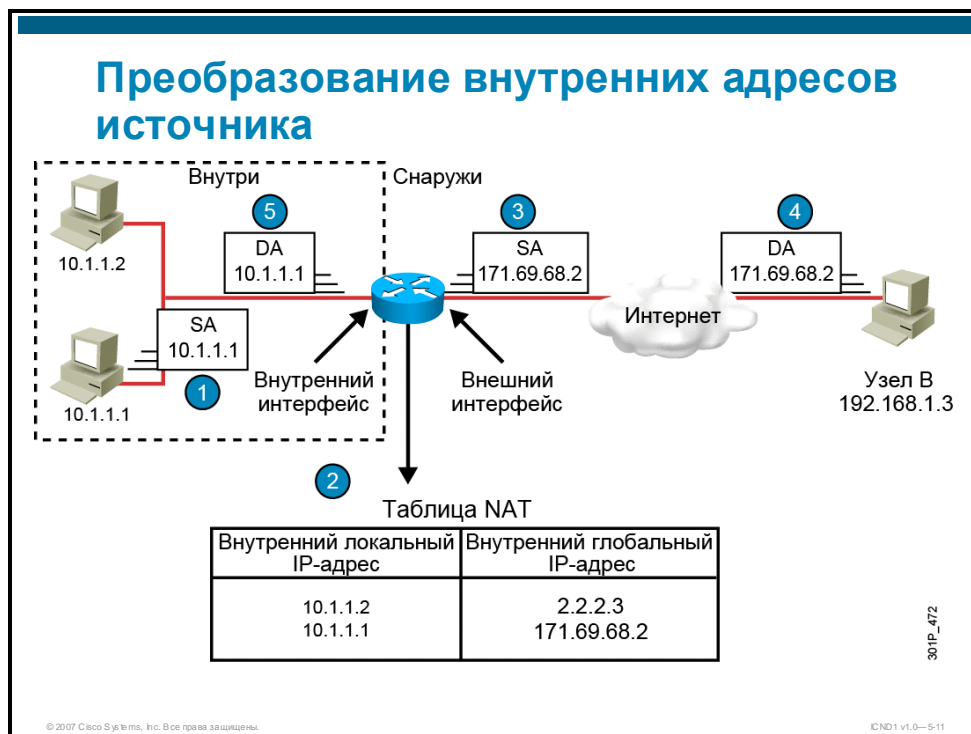 Преобразование внутренних адресов
источника
Внутри
Снаружи
5
3
4
DA
10.1.1.1
SA
171.69.68.2
DA
171.69.68.2
10.1.1.2
SA
10.1.1.1
1
10.1.1.1
Интернет
Внутренний
интерфейс
Внешний
интерфейс
Узел B
192.168.1.3
2
Таблица NAT
Внутренний локальный
IP-адрес
Внутренний глобальный
IP-адрес
10.1.1.2
2.2.2.3
10.1.1.1
171.69.68.2
301P_472
© 2007 Cisco Systems, Inc. Все права защищены.
ICND1 v1.0—5-11